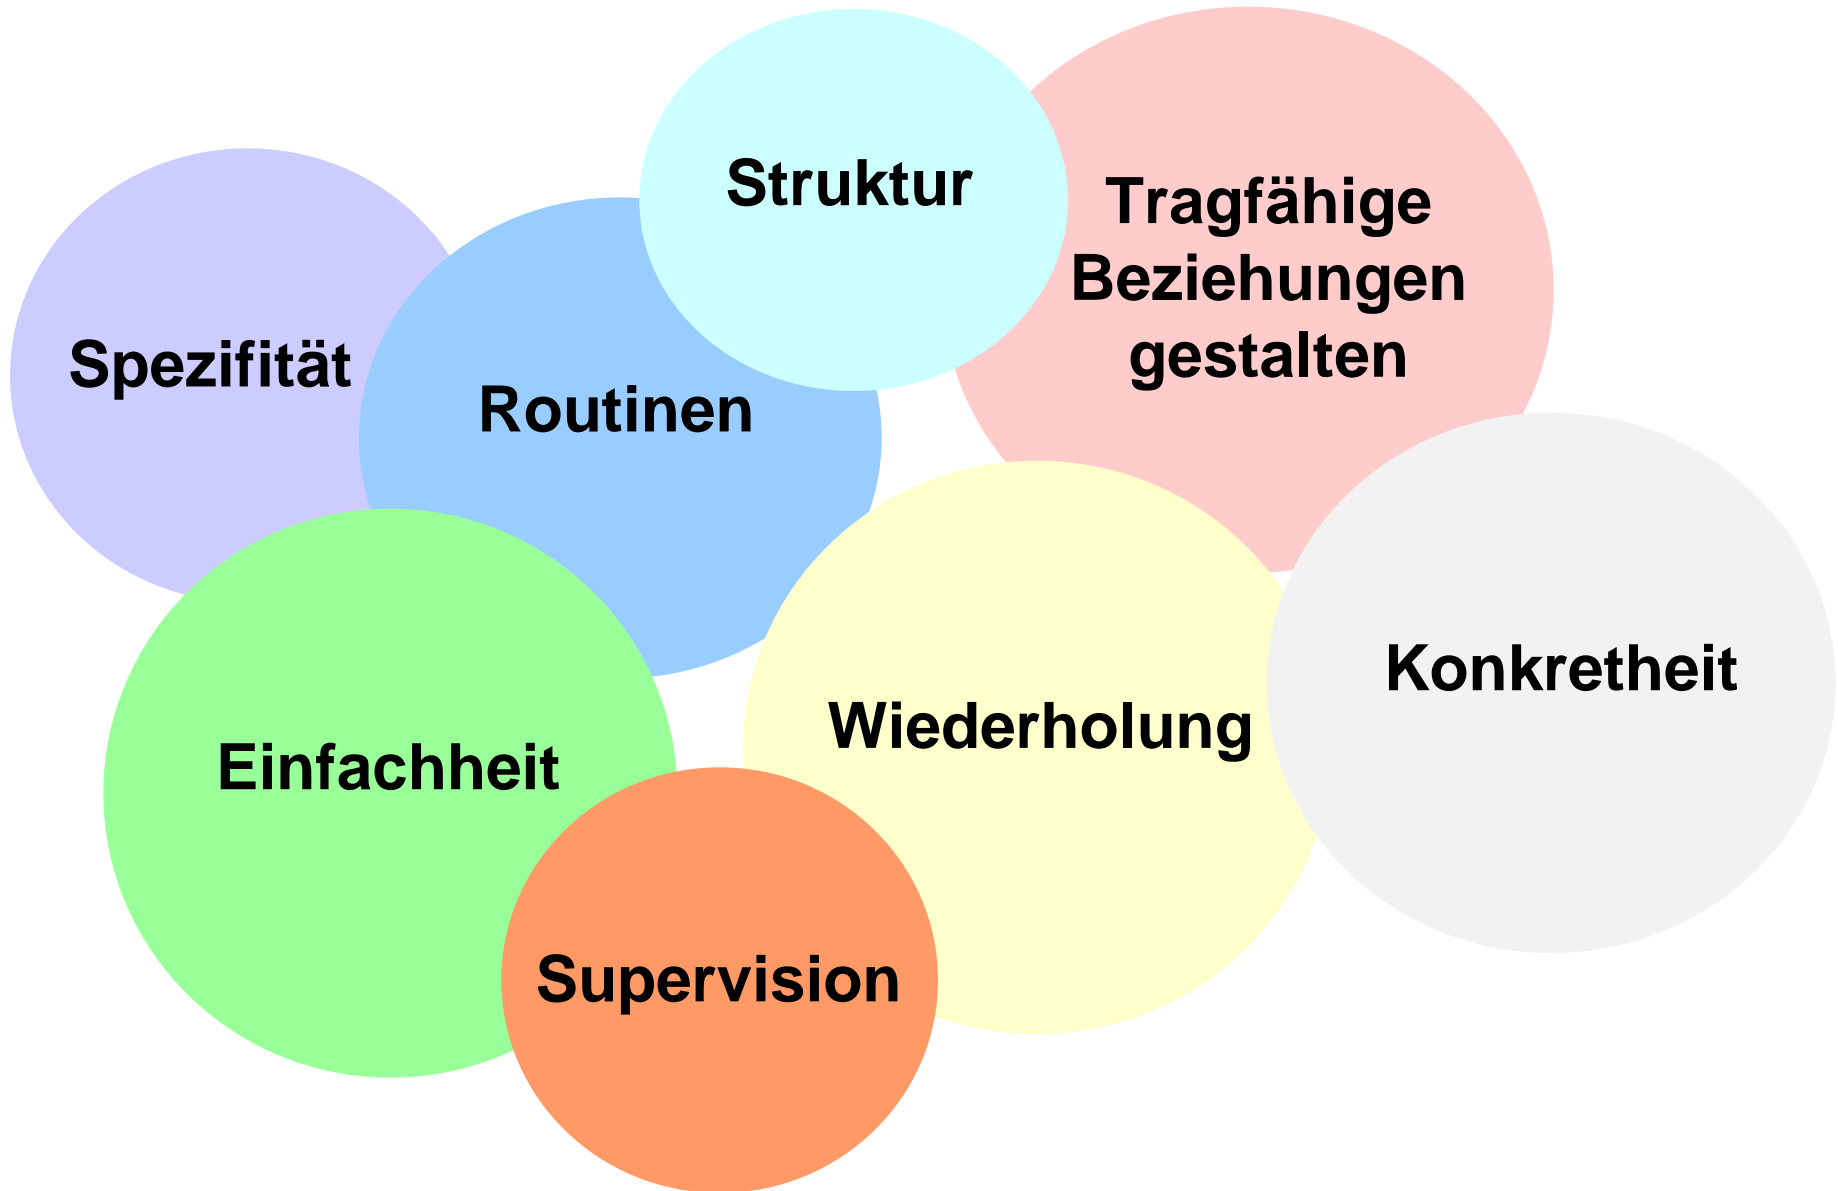 Struktur
Tragfähige
Beziehungen
gestalten
Spezifität
Routinen
Konkretheit
Wiederholung
Einfachheit
Supervision